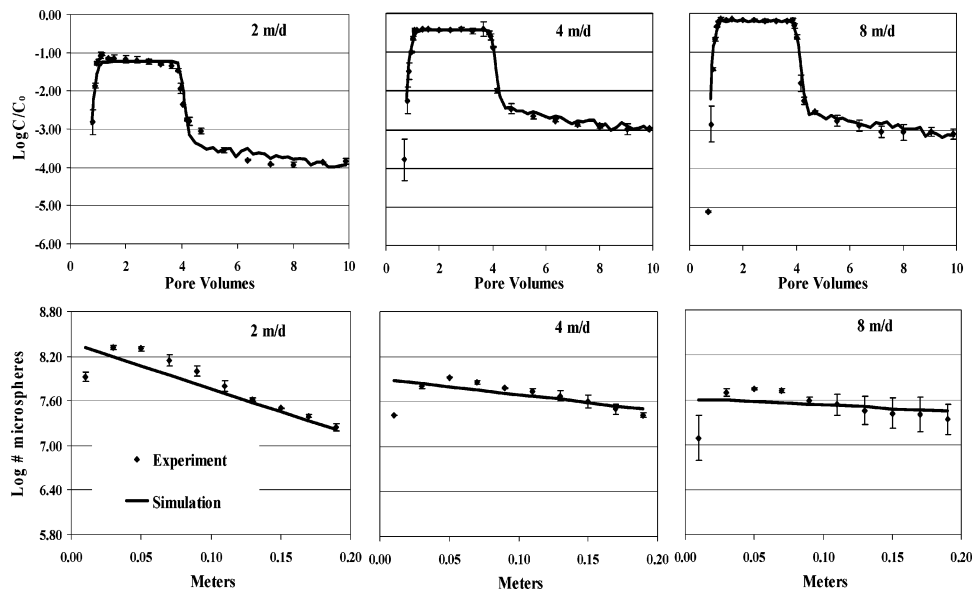 2 m/d
4 m/d
8 m/d
LogC/Co
0.00
-1.00
-2.00
-3.00
-4.00
-5.00
-6.00
0 2 4 6 8 10
0 2 4 6 8 10
0 2 4 6 8 10
Pore Volumes
Pore Volumes
Pore Volumes
2 m/d
4 m/d
8 m/d
Log # microspheres
8.80
8.20
7.60
7.00
6.40
5.80
Experiment
Simulation
0.00 0.05 0.10 0.15 0.20
0.00 0.05 0.10 0.15 0.20
0.00 0.05 0.10 0.15 0.20
Meters
Meters
Meters